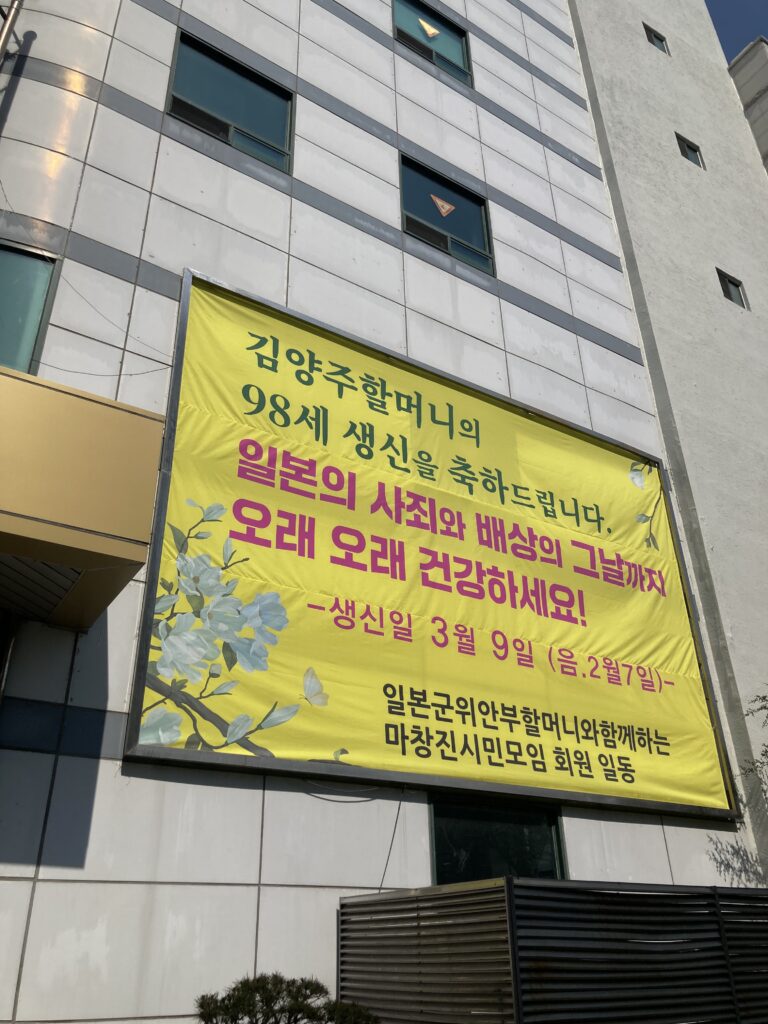 김양주할머니의
98세 생신을 축하드립니다.
일본의 사죄와 배상의 그날까지
오래 오래 건강하세요!
-생신일 3월 9일 (음.2월7일)-
일본군위안부할머니와함께하는
마창진시민모임 회원 일동